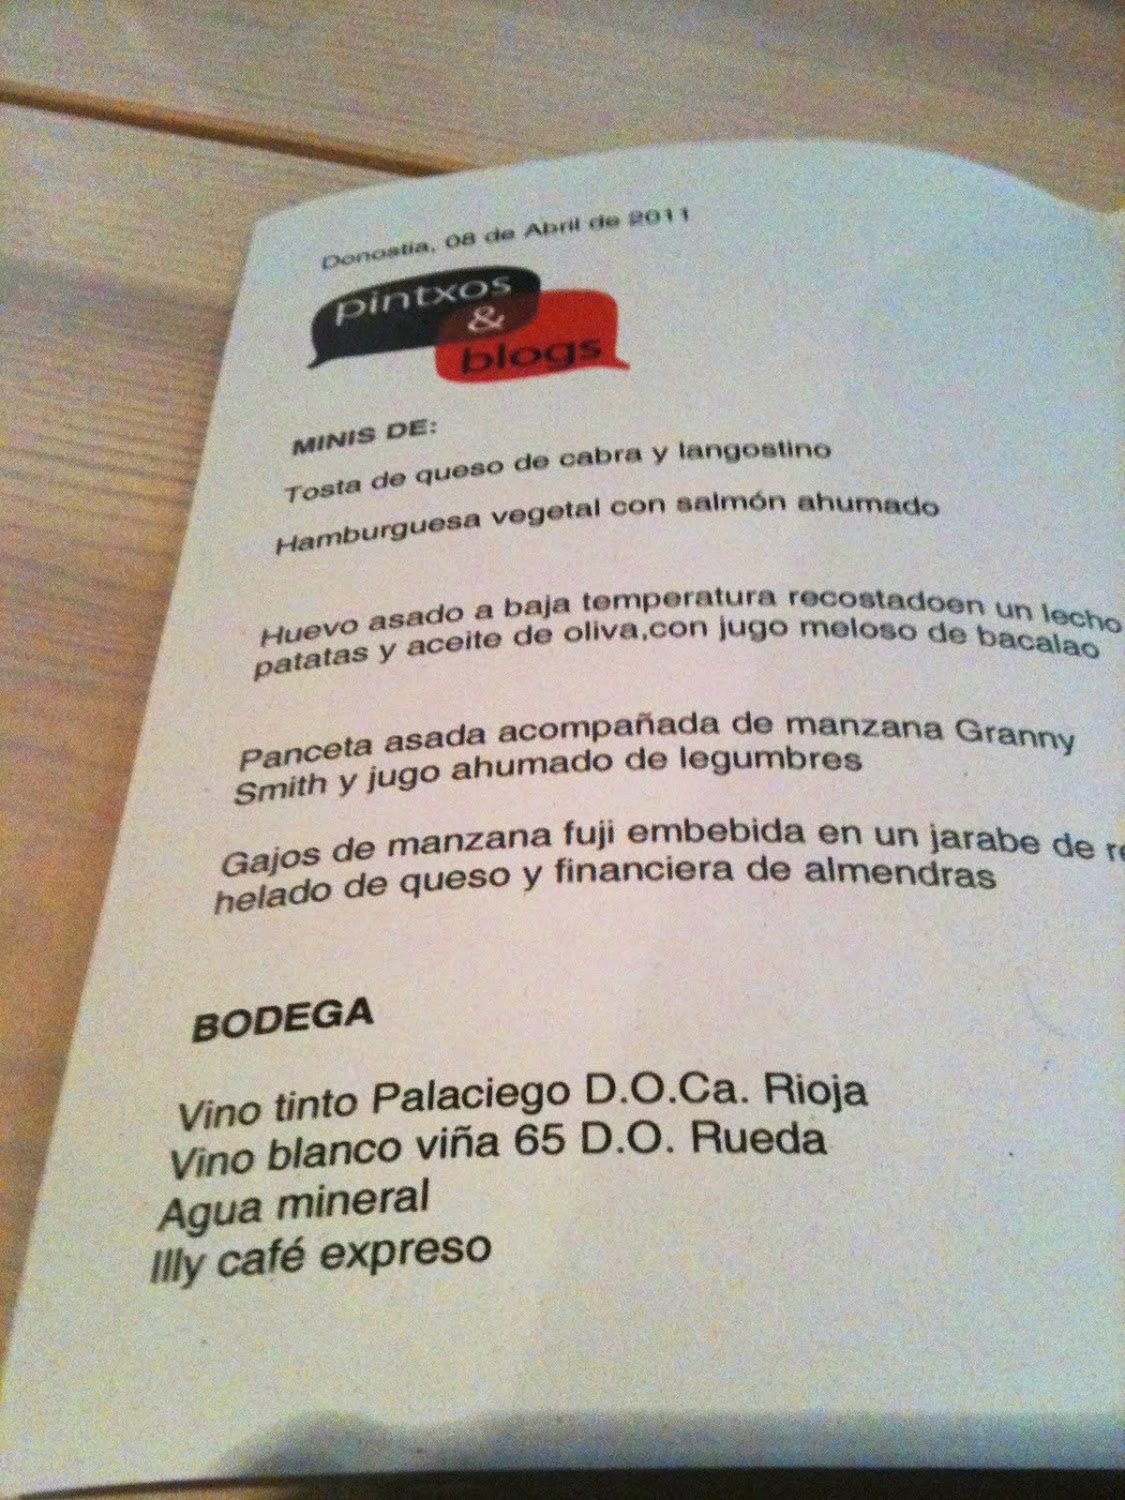 Donostia, 08 de Abril de 2011
pintxos
&
blogs
MINIS DE:
Tosta de queso de cabra y langostino
Hamburguesa vegetal con salmón ahumado
Huevo asado a baja temperatura recostadoen un lecho
patatas y aceite de oliva,con jugo meloso de bacalao
Panceta asada acompañada de manzana Granny
Smith y jugo ahumado de legumbres
Gajos de manzana fuji embebida en un jarabe de
helado de queso y financiera de almendras
BODEGA
Vino tinto Palaciego D.O.Ca. Rioja
Vino blanco viña 65 D.O. Rueda
Agua mineral
Illy café expreso